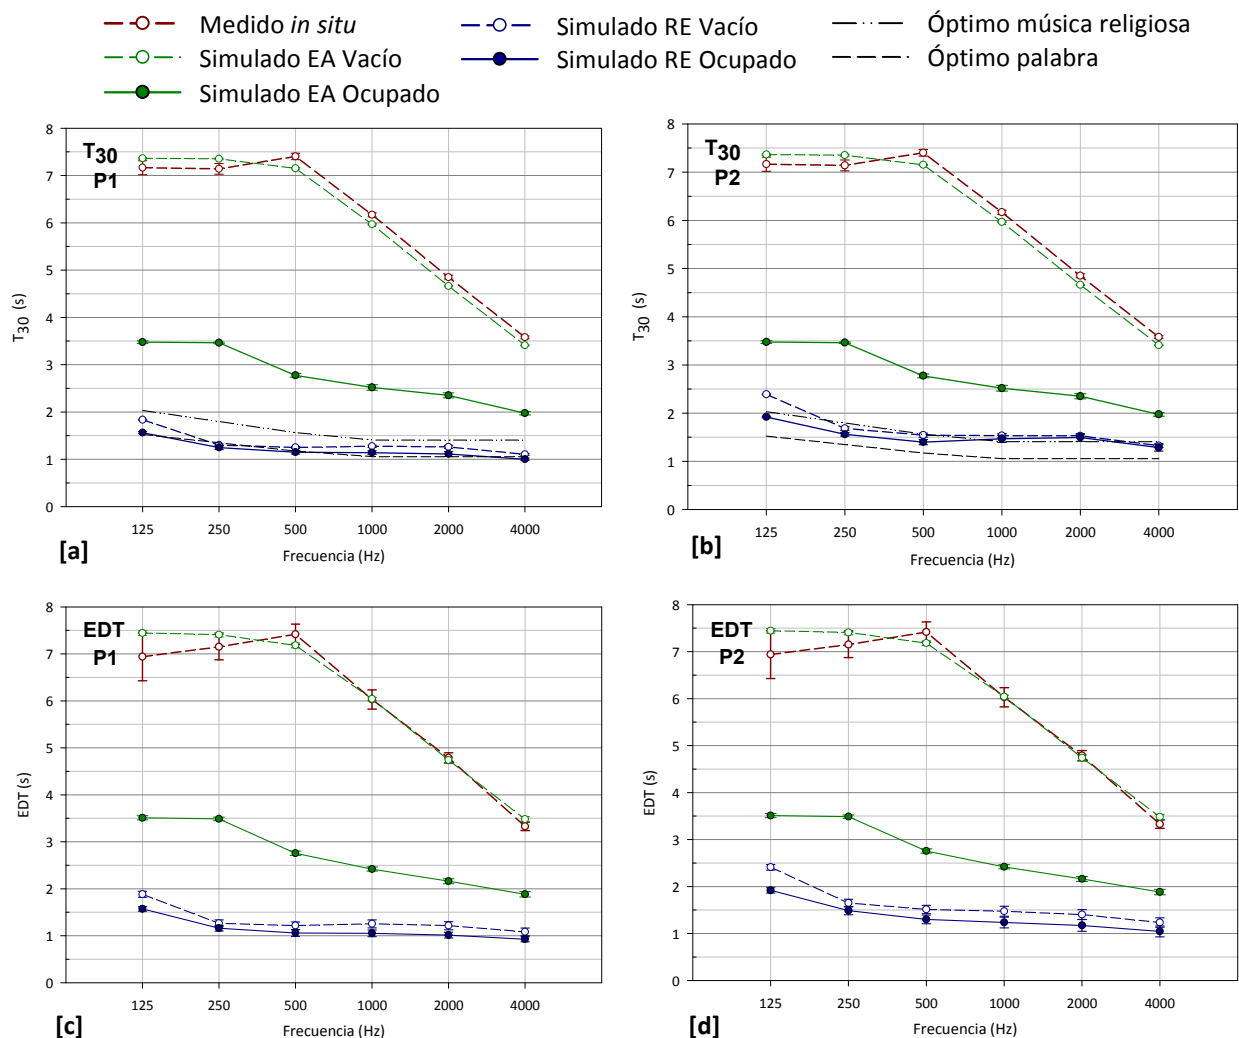 Medido in situ
Simulado EA Vacío
Simulado EA Ocupado
Simulado RE Vacío
Simulado RE Ocupado
Óptimo música religiosa
Óptimo palabra
T30
P1
T30 (s)
8
7
6
5
4
3
2
1
0
125 250 500 1000 2000 4000
Frecuencia (Hz)
[a]
T30
P2
T30 (s)
8
7
6
5
4
3
2
1
0
125 250 500 1000 2000 4000
Frecuencia (Hz)
[b]
EDT
P1
EDT (s)
8
7
6
5
4
3
2
1
0
125 250 500 1000 2000 4000
Frecuencia (Hz)
[c]
EDT
P2
EDT (s)
8
7
6
5
4
3
2
1
0
125 250 500 1000 2000 4000
Frecuencia (Hz)
[d]